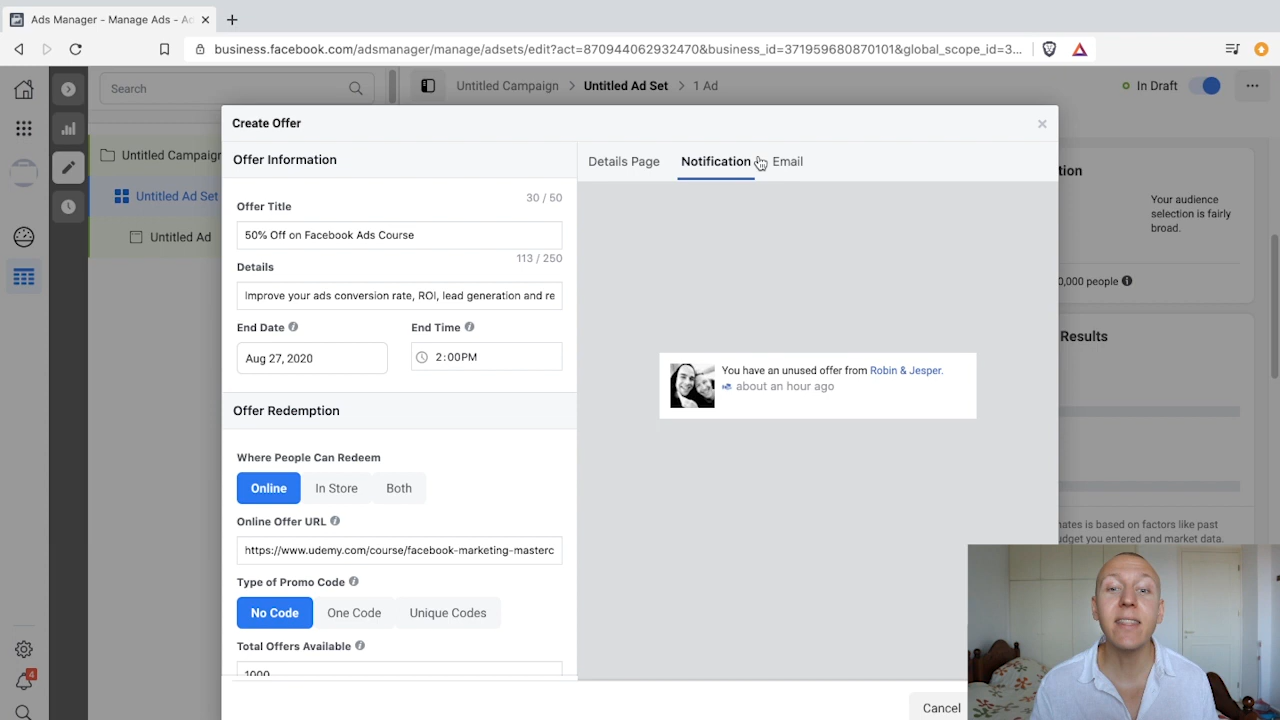 Ads Manager - Manage Ads - Ad
business.facebook.com/adsmanager/manage/adsets/edit?act=870944062932470&business_id=371959680870101&global_scope_id=3...
Search
Untitled Campaign > Untitled Ad Set > 1 Ad
In Draft
Untitled Campaign
Untitled Ad Set
Untitled Ad
Create Offer
Offer Information
30 / 50
Offer Title
50% Off on Facebook Ads Course
113 / 250
Details
Improve your ads conversion rate, ROI, lead generation and re
End Date
End Time
Aug 27, 2020
2:00PM
Offer Redemption
Where People Can Redeem
Online
In Store
Both
Online Offer URL
https://www.udemy.com/course/facebook-marketing-masterc
Type of Promo Code
No Code
One Code
Unique Codes
Total Offers Available
1000
Details Page
Notification
Email
You have an unused offer from Robin & Jesper.
about an hour ago
Cancel
tion
Your audience
selection is fairly
broad.
0,000 people
Results
nates is based on factors like past
udget you entered and market data.
4